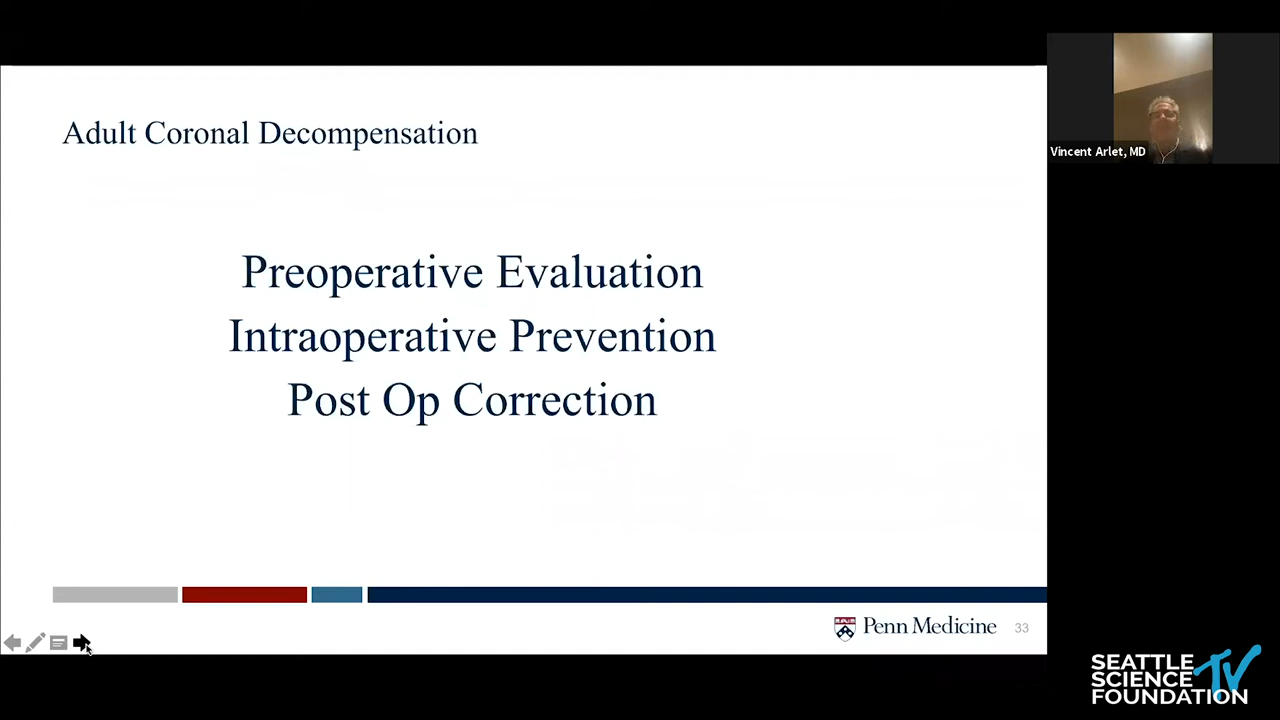 Adult Coronal Decompensation
Preoperative Evaluation
Intraoperative Prevention
Post Op Correction
Penn Medicine
33
Vincent Arlet, MD
SEATTLE
SCIENCE
FOUNDATION
TV